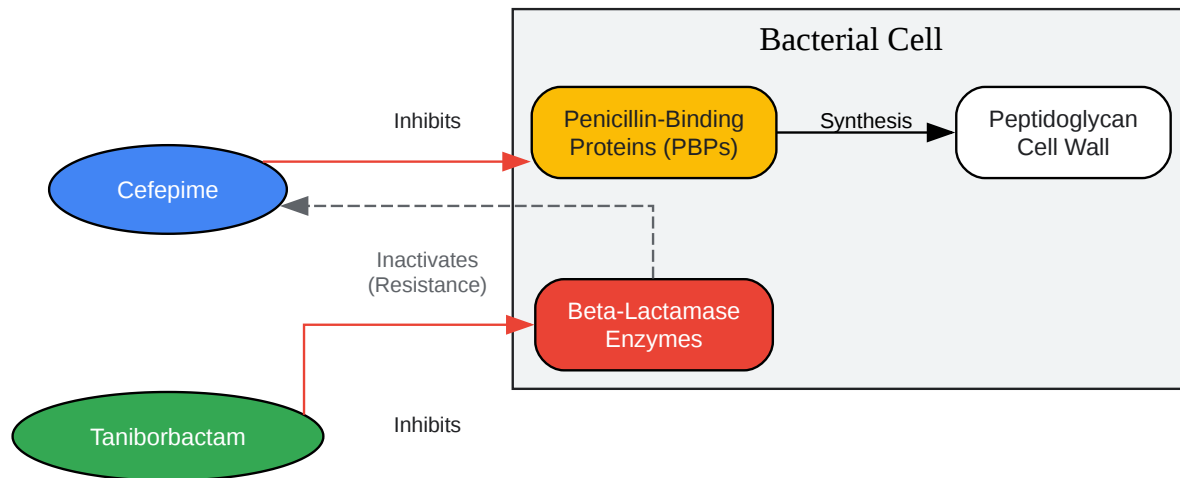 Bacterial Cell
Inhibits
Penicillin-Binding
Proteins (PBPs)
Synthesis
Peptidoglycan
Cell Wall
Cefepime
Inactivates
(Resistance)
Beta-Lactamase
Enzymes
Taniborbactam
Inhibits